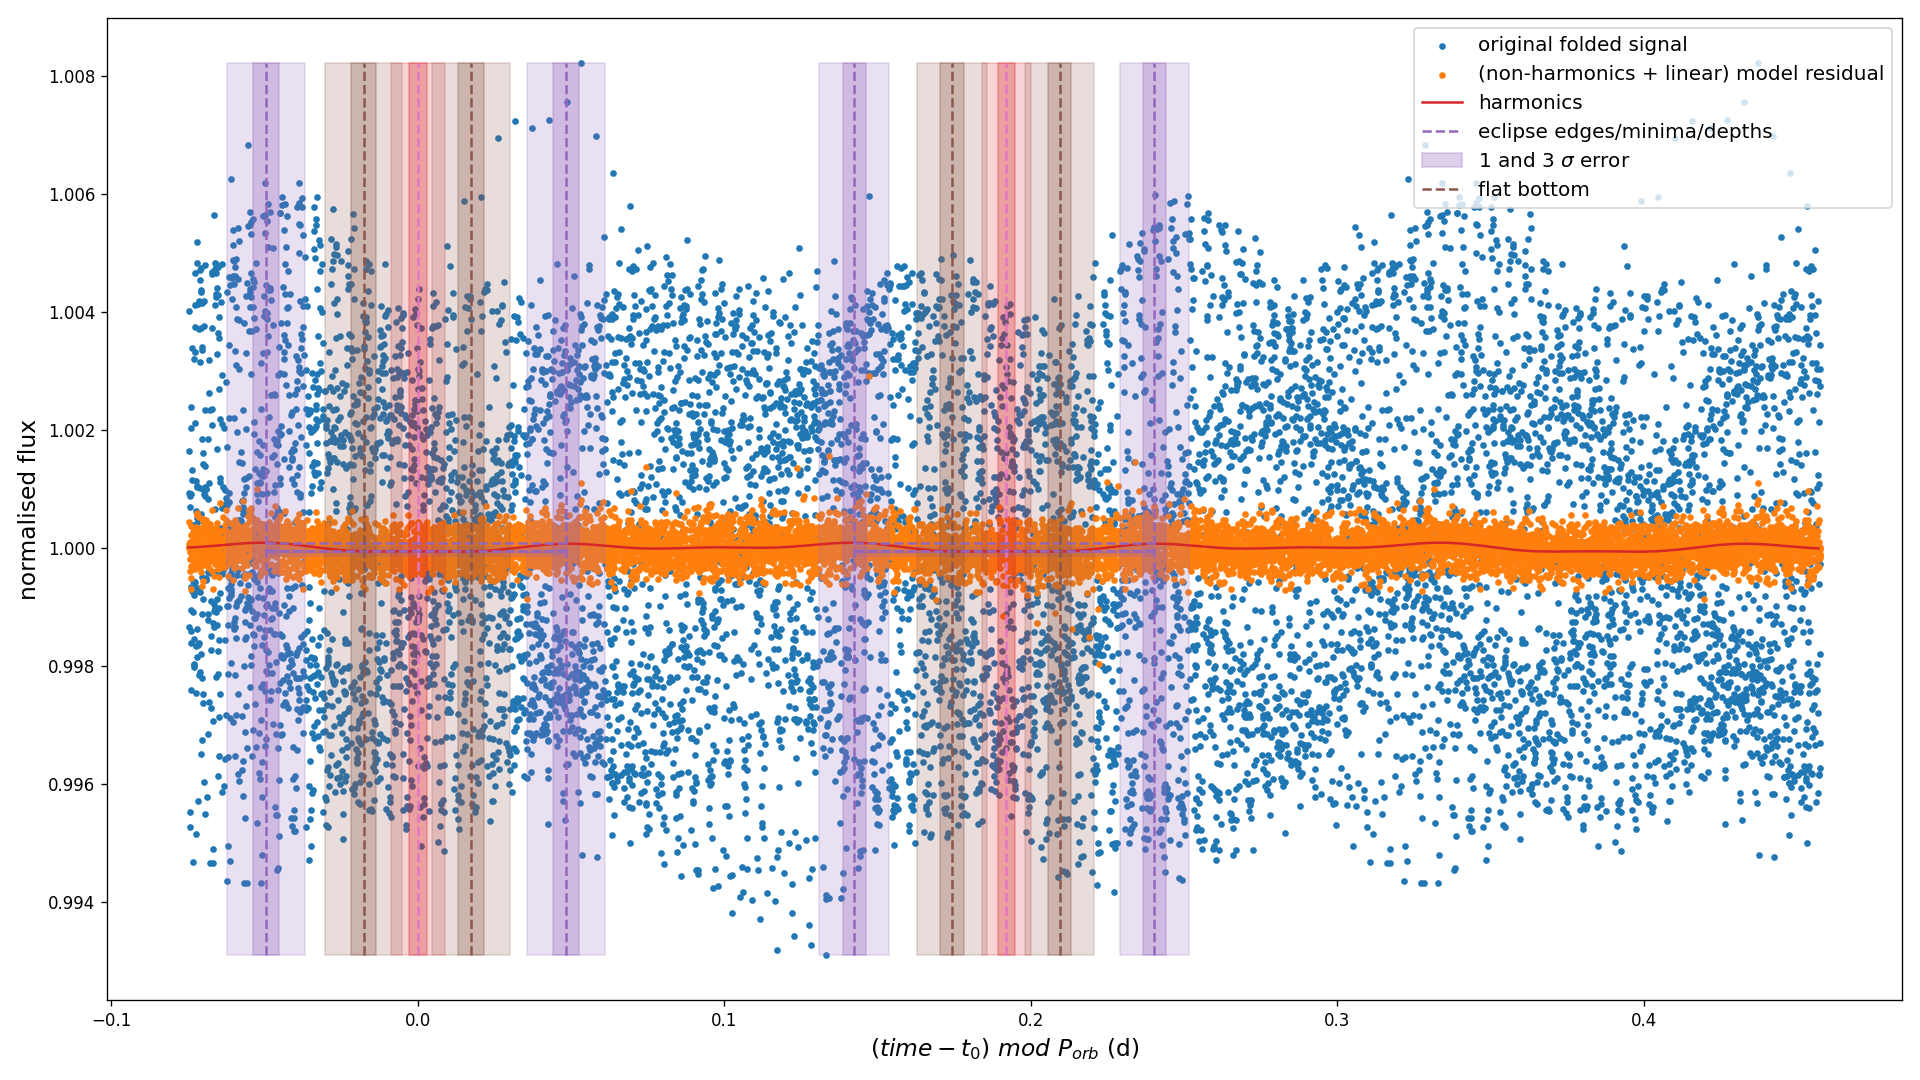 original folded signal
(non-harmonics + linear) model residual
harmonics
eclipse edges/minima/depths
1 and 3 σ error
flat bottom
normalised flux
1.008
1.006
1.004
1.002
1.000
0.998
0.996
0.994
−0.1 0.0 0.1 0.2 0.3 0.4
(time − t₀) mod Pₒᵣb (d)